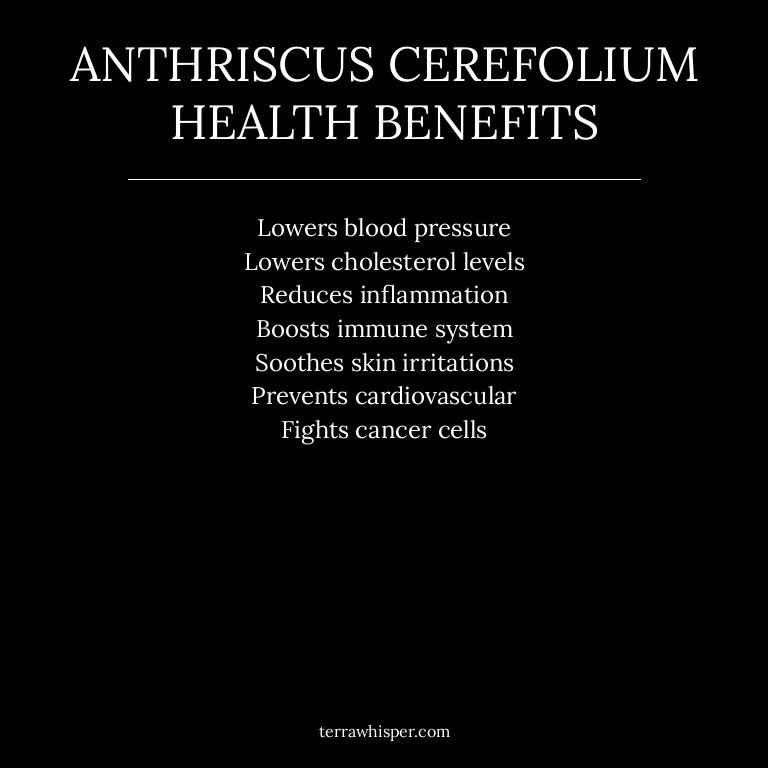 ANTHRISCUS CEREFOLIUM
HEALTH BENEFITS
Lowers blood pressure
Lowers cholesterol levels
Reduces inflammation
Boosts immune system
Soothes skin irritations
Prevents cardiovascular
Fights cancer cells
terrawhisper.com